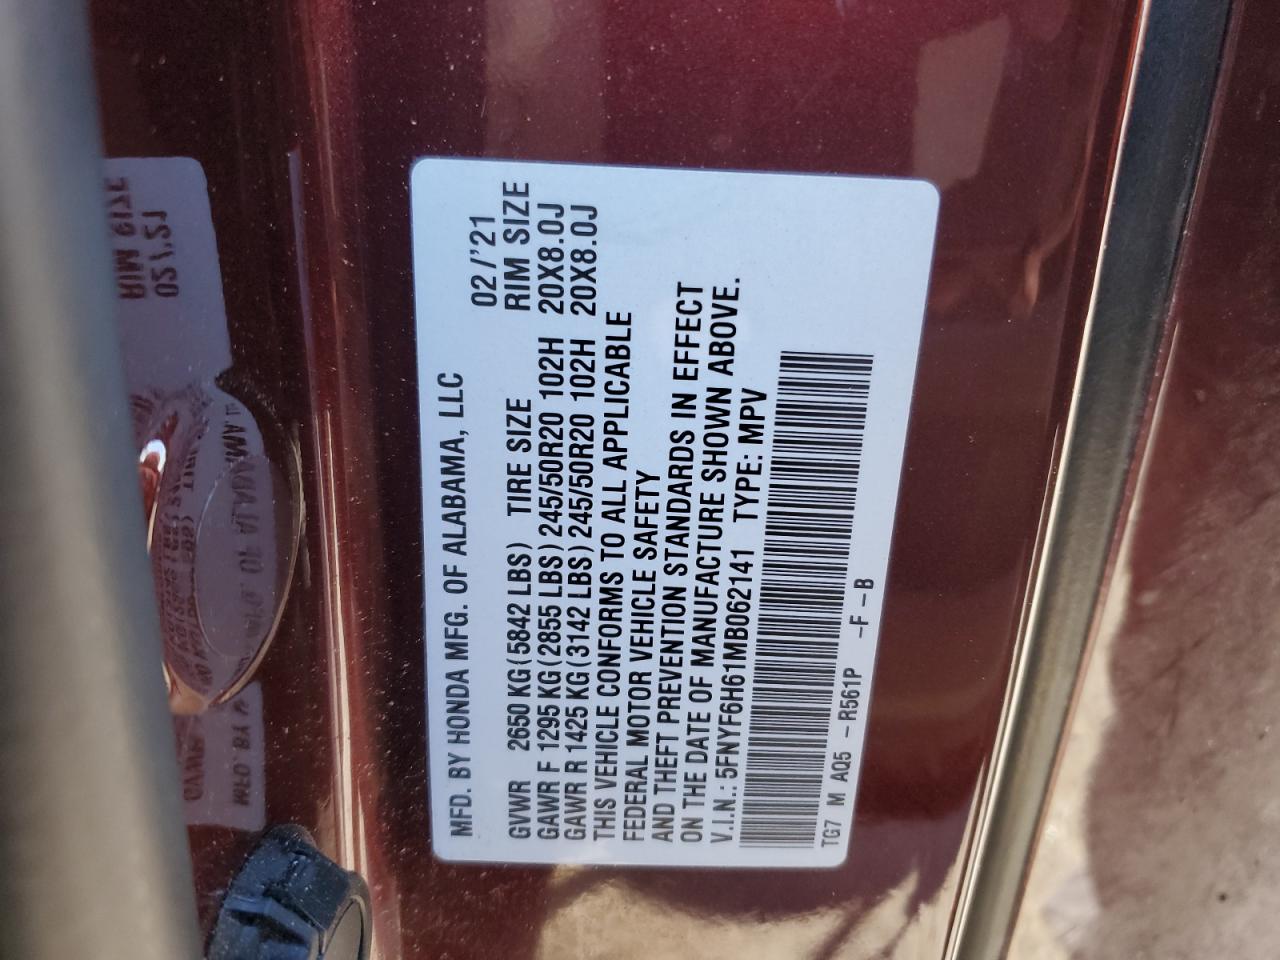 MFD. BY HONDA MFG. OF ALABAMA, LLC 02/'21
GVWR 2650 KG(5842 LBS) TIRE SIZE RIM SIZE
GAWR F 1295 KG(2855 LBS) 245/50R20 102H 20X8.0J
GAWR R 1425 KG(3142 LBS) 245/50R20 102H 20X8.0J
THIS VEHICLE CONFORMS TO ALL APPLICABLE
FEDERAL MOTOR VEHICLE SAFETY
AND THEFT PREVENTION STANDARDS IN EFFECT
ON THE DATE OF MANUFACTURE SHOWN ABOVE.
V.I.N.: 5FNYF6H61MB062141 TYPE: MPV
TG7 M AQ5 -R561P -F-B